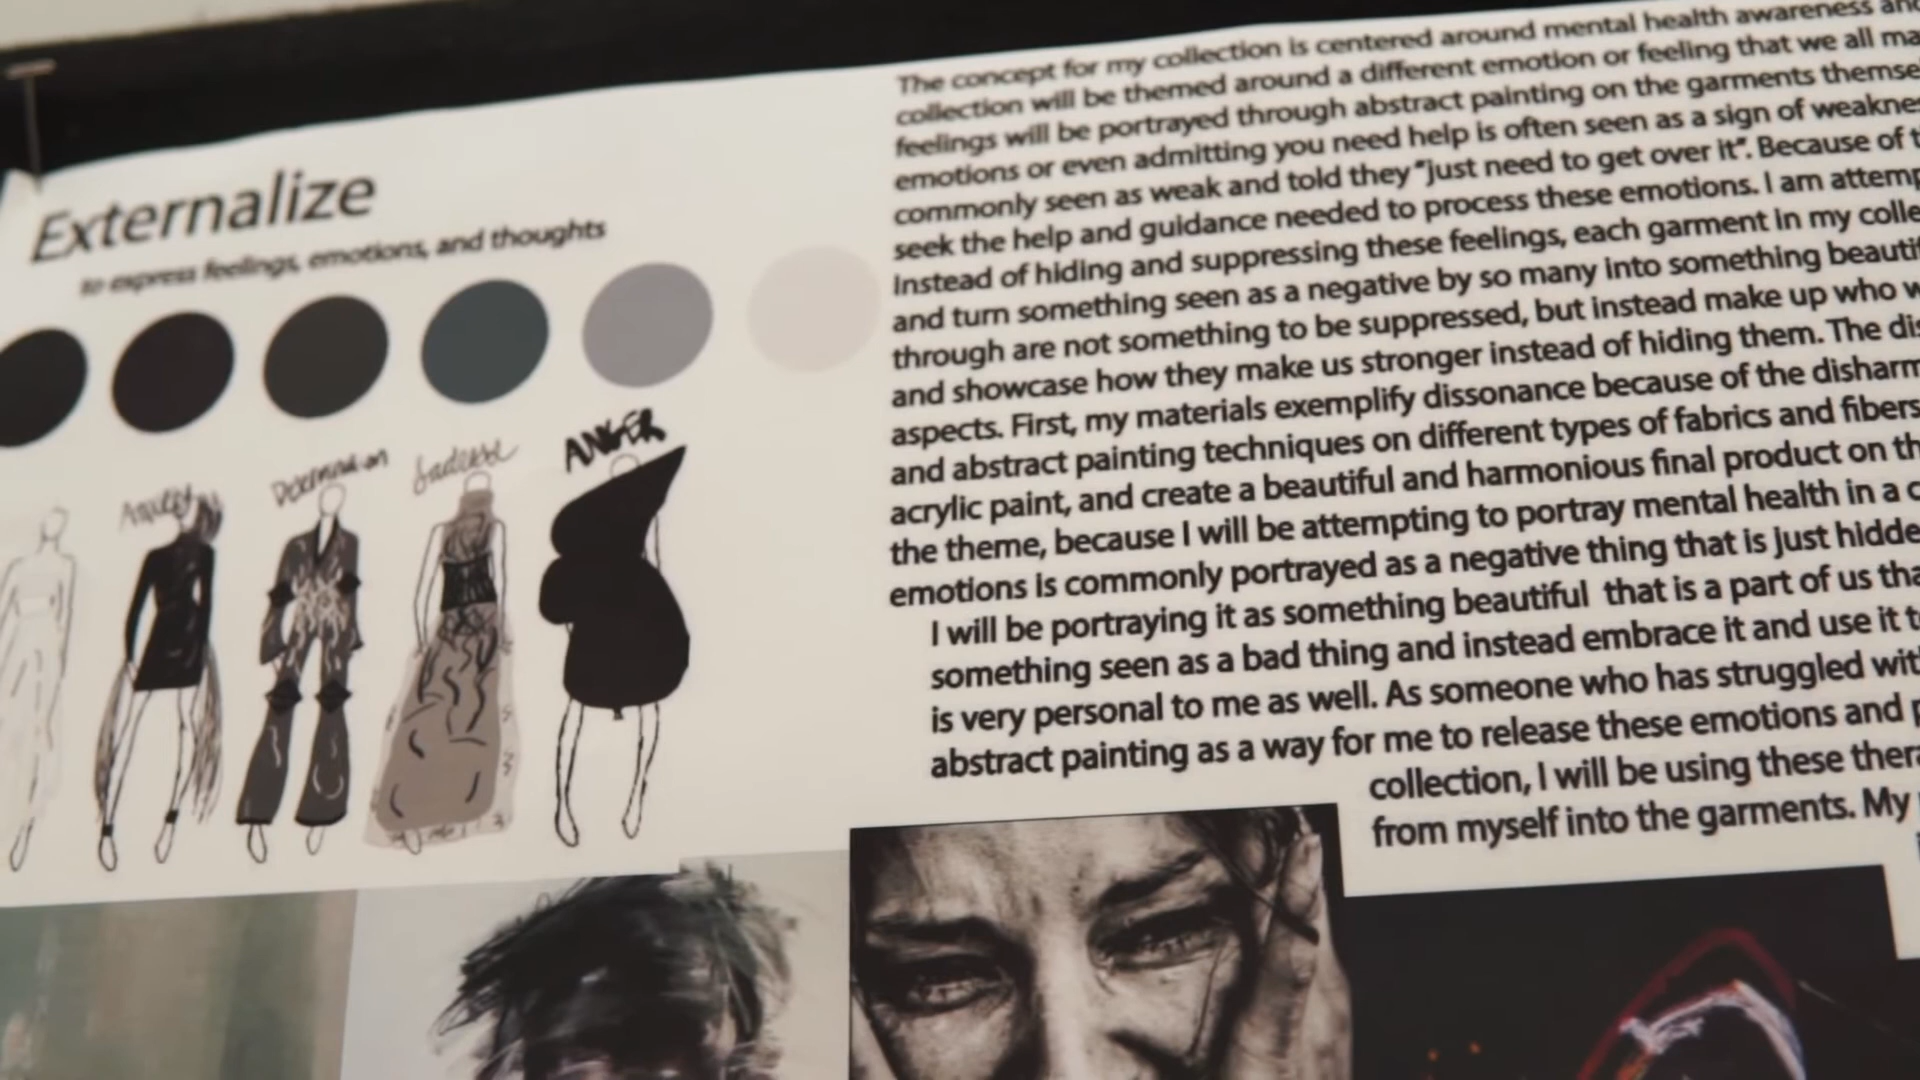 Externalize
to express feelings, emotions, and thoughts
Anxiety
Depression
Sadness
ANGER
The concept for my collection is centered around mental health awareness and
collection will be themed around a different emotion or feeling that we all ma
feelings will be portrayed through abstract painting on the garments themse
emotions or even admitting you need help is often seen as a sign of weaknes
commonly seen as weak and told they "just need to get over it". Because of t
seek the help and guidance needed to process these emotions. I am attemp
Instead of hiding and suppressing these feelings, each garment in my colle
and turn something seen as a negative by so many into something beautif
through are not something to be suppressed, but instead make up who w
and showcase how they make us stronger instead of hiding them. The dis
aspects. First, my materials exemplify dissonance because of the disharm
and abstract painting techniques on different types of fabrics and fibers
acrylic paint, and create a beautiful and harmonious final product on th
the theme, because I will be attempting to portray mental health in a c
emotions is commonly portrayed as a negative thing that is just hidde
I will be portraying it as something beautiful that is a part of us tha
something seen as a bad thing and instead embrace it and use it t
is very personal to me as well. As someone who has struggled wit
abstract painting as a way for me to release these emotions and p
collection, I will be using these thera
from myself into the garments. My